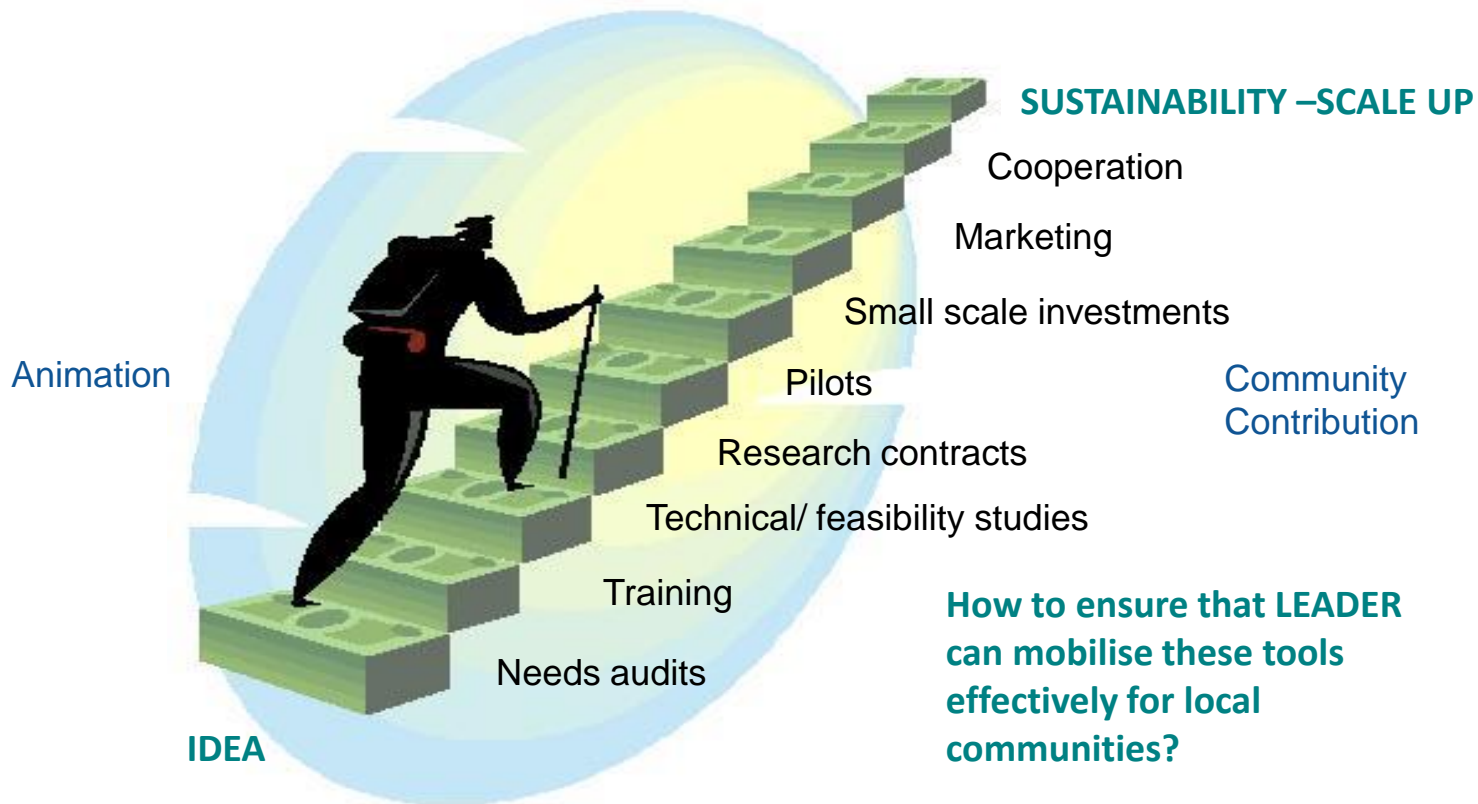 SUSTAINABILITY –SCALE UP
Cooperation
Marketing
Small scale investments
Animation
Pilots
Community
Contribution
Research contracts
Technical/ feasibility studies
Training
Needs audits
IDEA
How to ensure that LEADER
can mobilise these tools
effectively for local
communities?